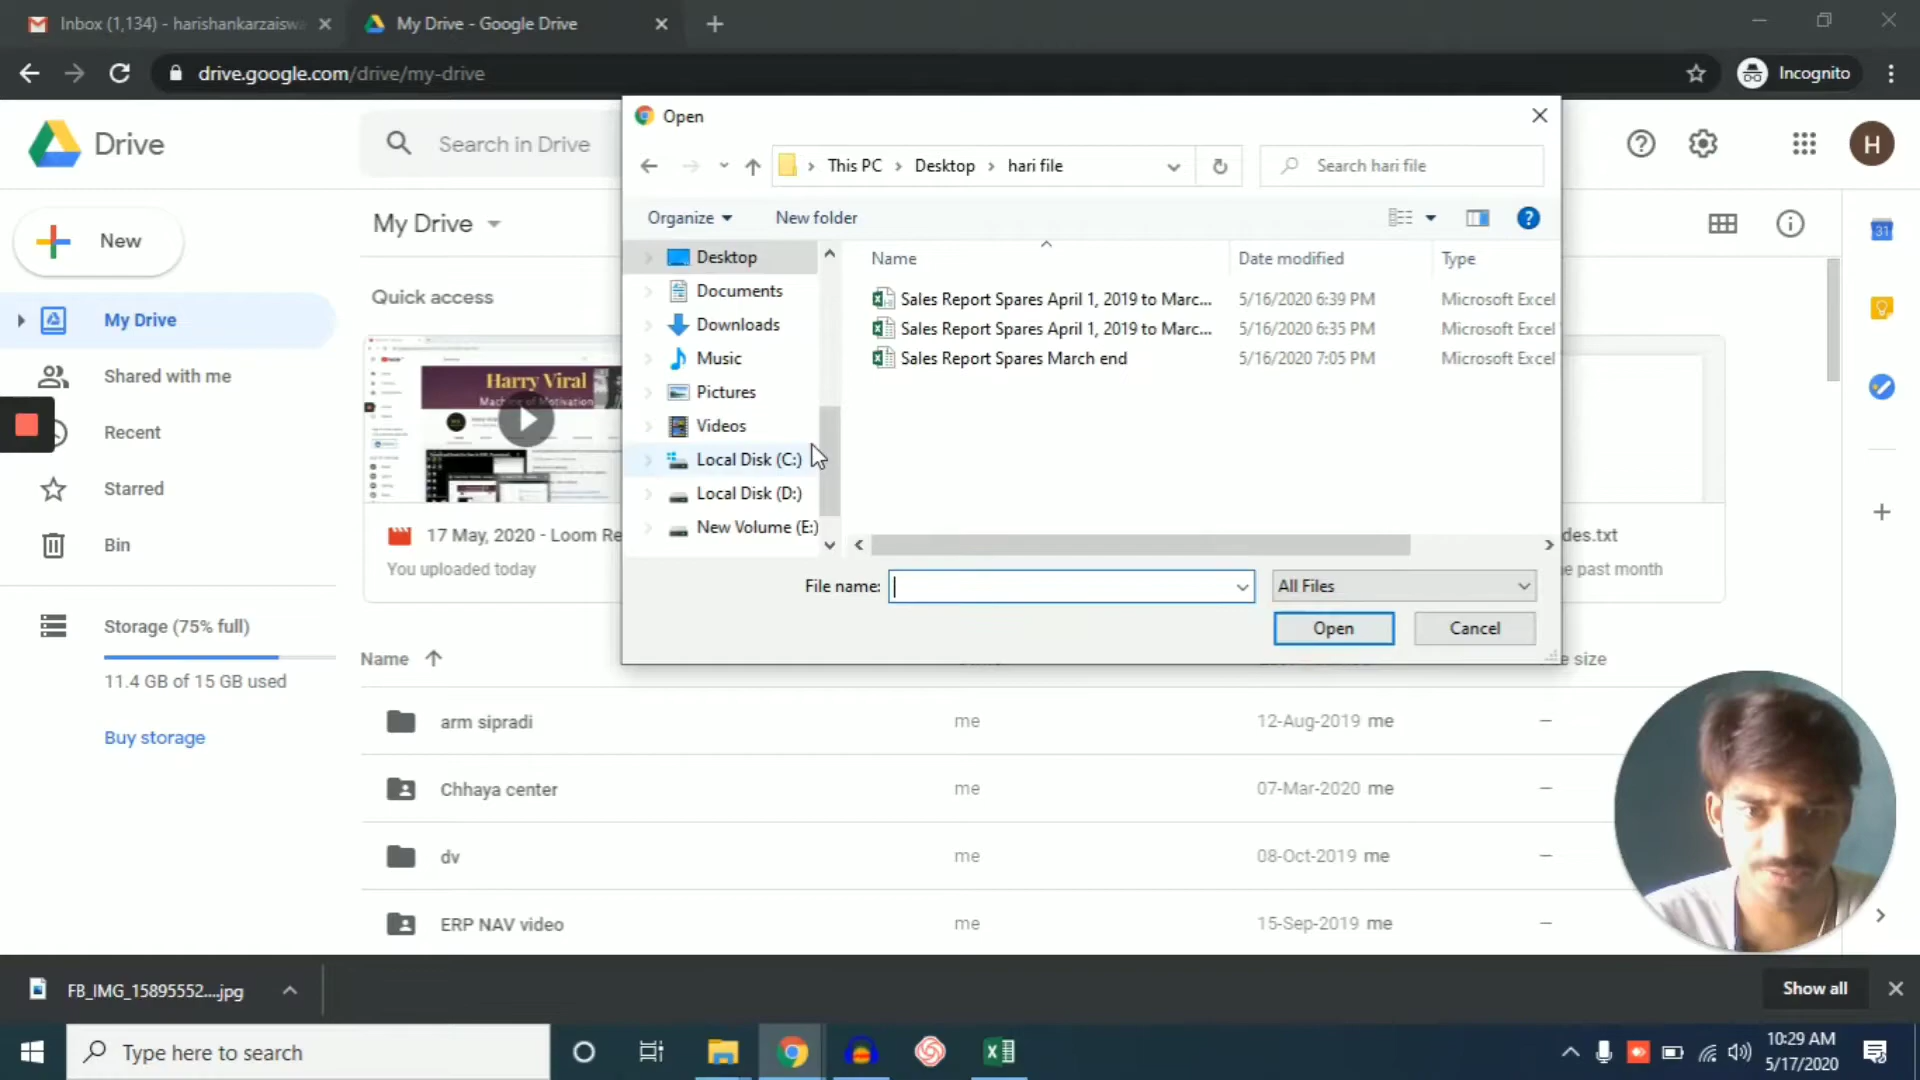 Inbox (1,134) - harishankarzaisw
My Drive - Google Drive
drive.google.com/drive/my-drive
Incognito
Drive
Search in Drive
H
New
My Drive
Shared with me
Recent
Starred
Bin
Storage (75% full)
11.4 GB of 15 GB used
Buy storage
My Drive
Quick access
Harry Viral
Machine of Motivation
17 May, 2020 - Loom Re
You uploaded today
des.txt
e past month
31
Open
This PC > Desktop > hari file
Search hari file
Organize
New folder
Desktop
Documents
Downloads
Music
Pictures
Videos
Local Disk (C:)
Local Disk (D:)
New Volume (E:)
Name Date modified Type
Sales Report Spares April 1, 2019 to Marc... 5/16/2020 6:39 PM Microsoft Excel
Sales Report Spares April 1, 2019 to Marc... 5/16/2020 6:35 PM Microsoft Excel
Sales Report Spares March end 5/16/2020 7:05 PM Microsoft Excel
File name:
All Files
Open
Cancel
Name
e size
arm sipradi me 12-Aug-2019 me –
Chhaya center me 07-Mar-2020 me –
dv me 08-Oct-2019 me –
ERP NAV video me 15-Sep-2019 me –
FB_IMG_15895552....jpg
Show all
Type here to search
10:29 AM
5/17/2020